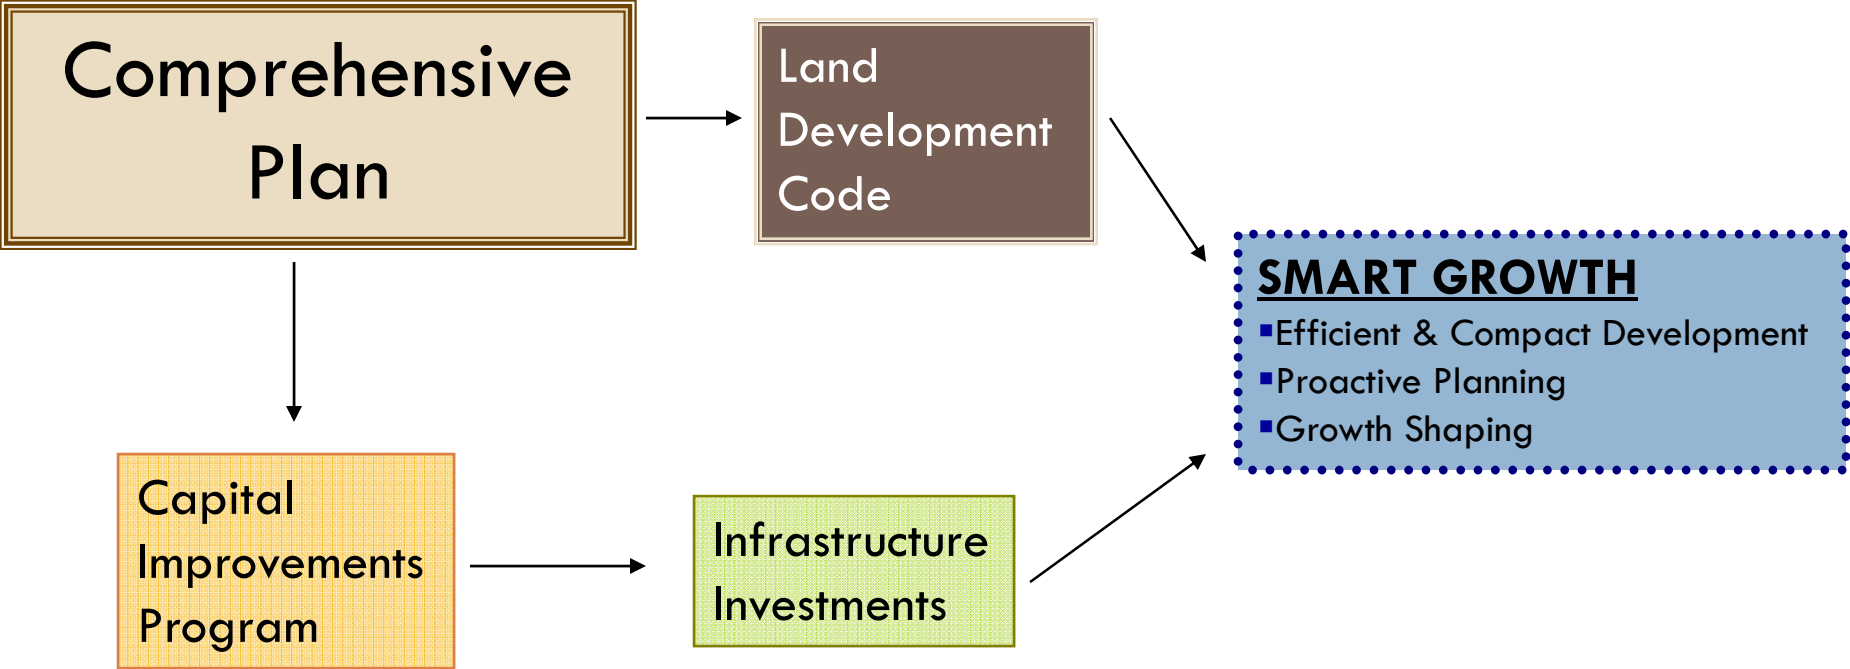 Comprehensive
Plan
Land
Development
Code
SMART GROWTH
▪Efficient & Compact Development
▪Proactive Planning
▪Growth Shaping
Capital
Improvements
Program
Infrastructure
Investments